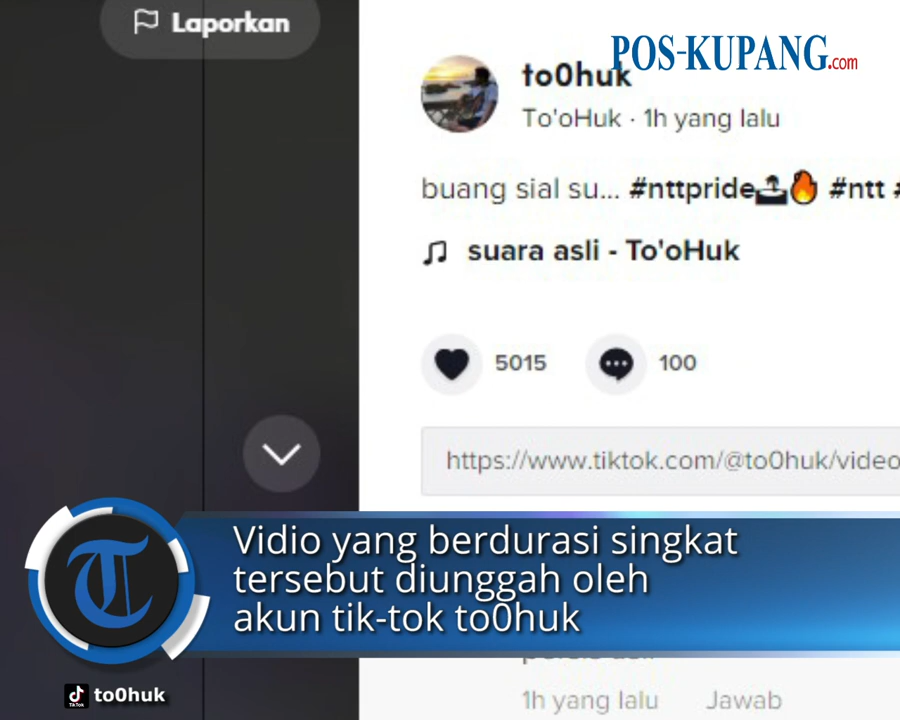 Laporkan
POS-KUPANG.com
to0huk
To'oHuk · 1h yang lalu
buang sial su... #nttpride🏝️🔥 #ntt #
suara asli - To'oHuk
5015
100
https://www.tiktok.com/@to0huk/video
Vidio yang berdurasi singkat
tersebut diunggah oleh
akun tik-tok to0huk
1h yang lalu
Jawab
TikTok
to0huk